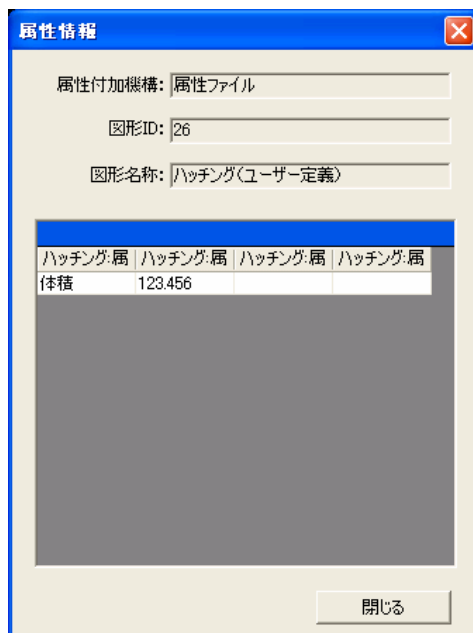 属性情報
属性付加機構: 属性ファイル
図形ID: 26
図形名称: ハッチング(ユーザー定義)
ハッチング:属 ハッチング:属 ハッチング:属 ハッチング:属
体積 123.456
閉じる